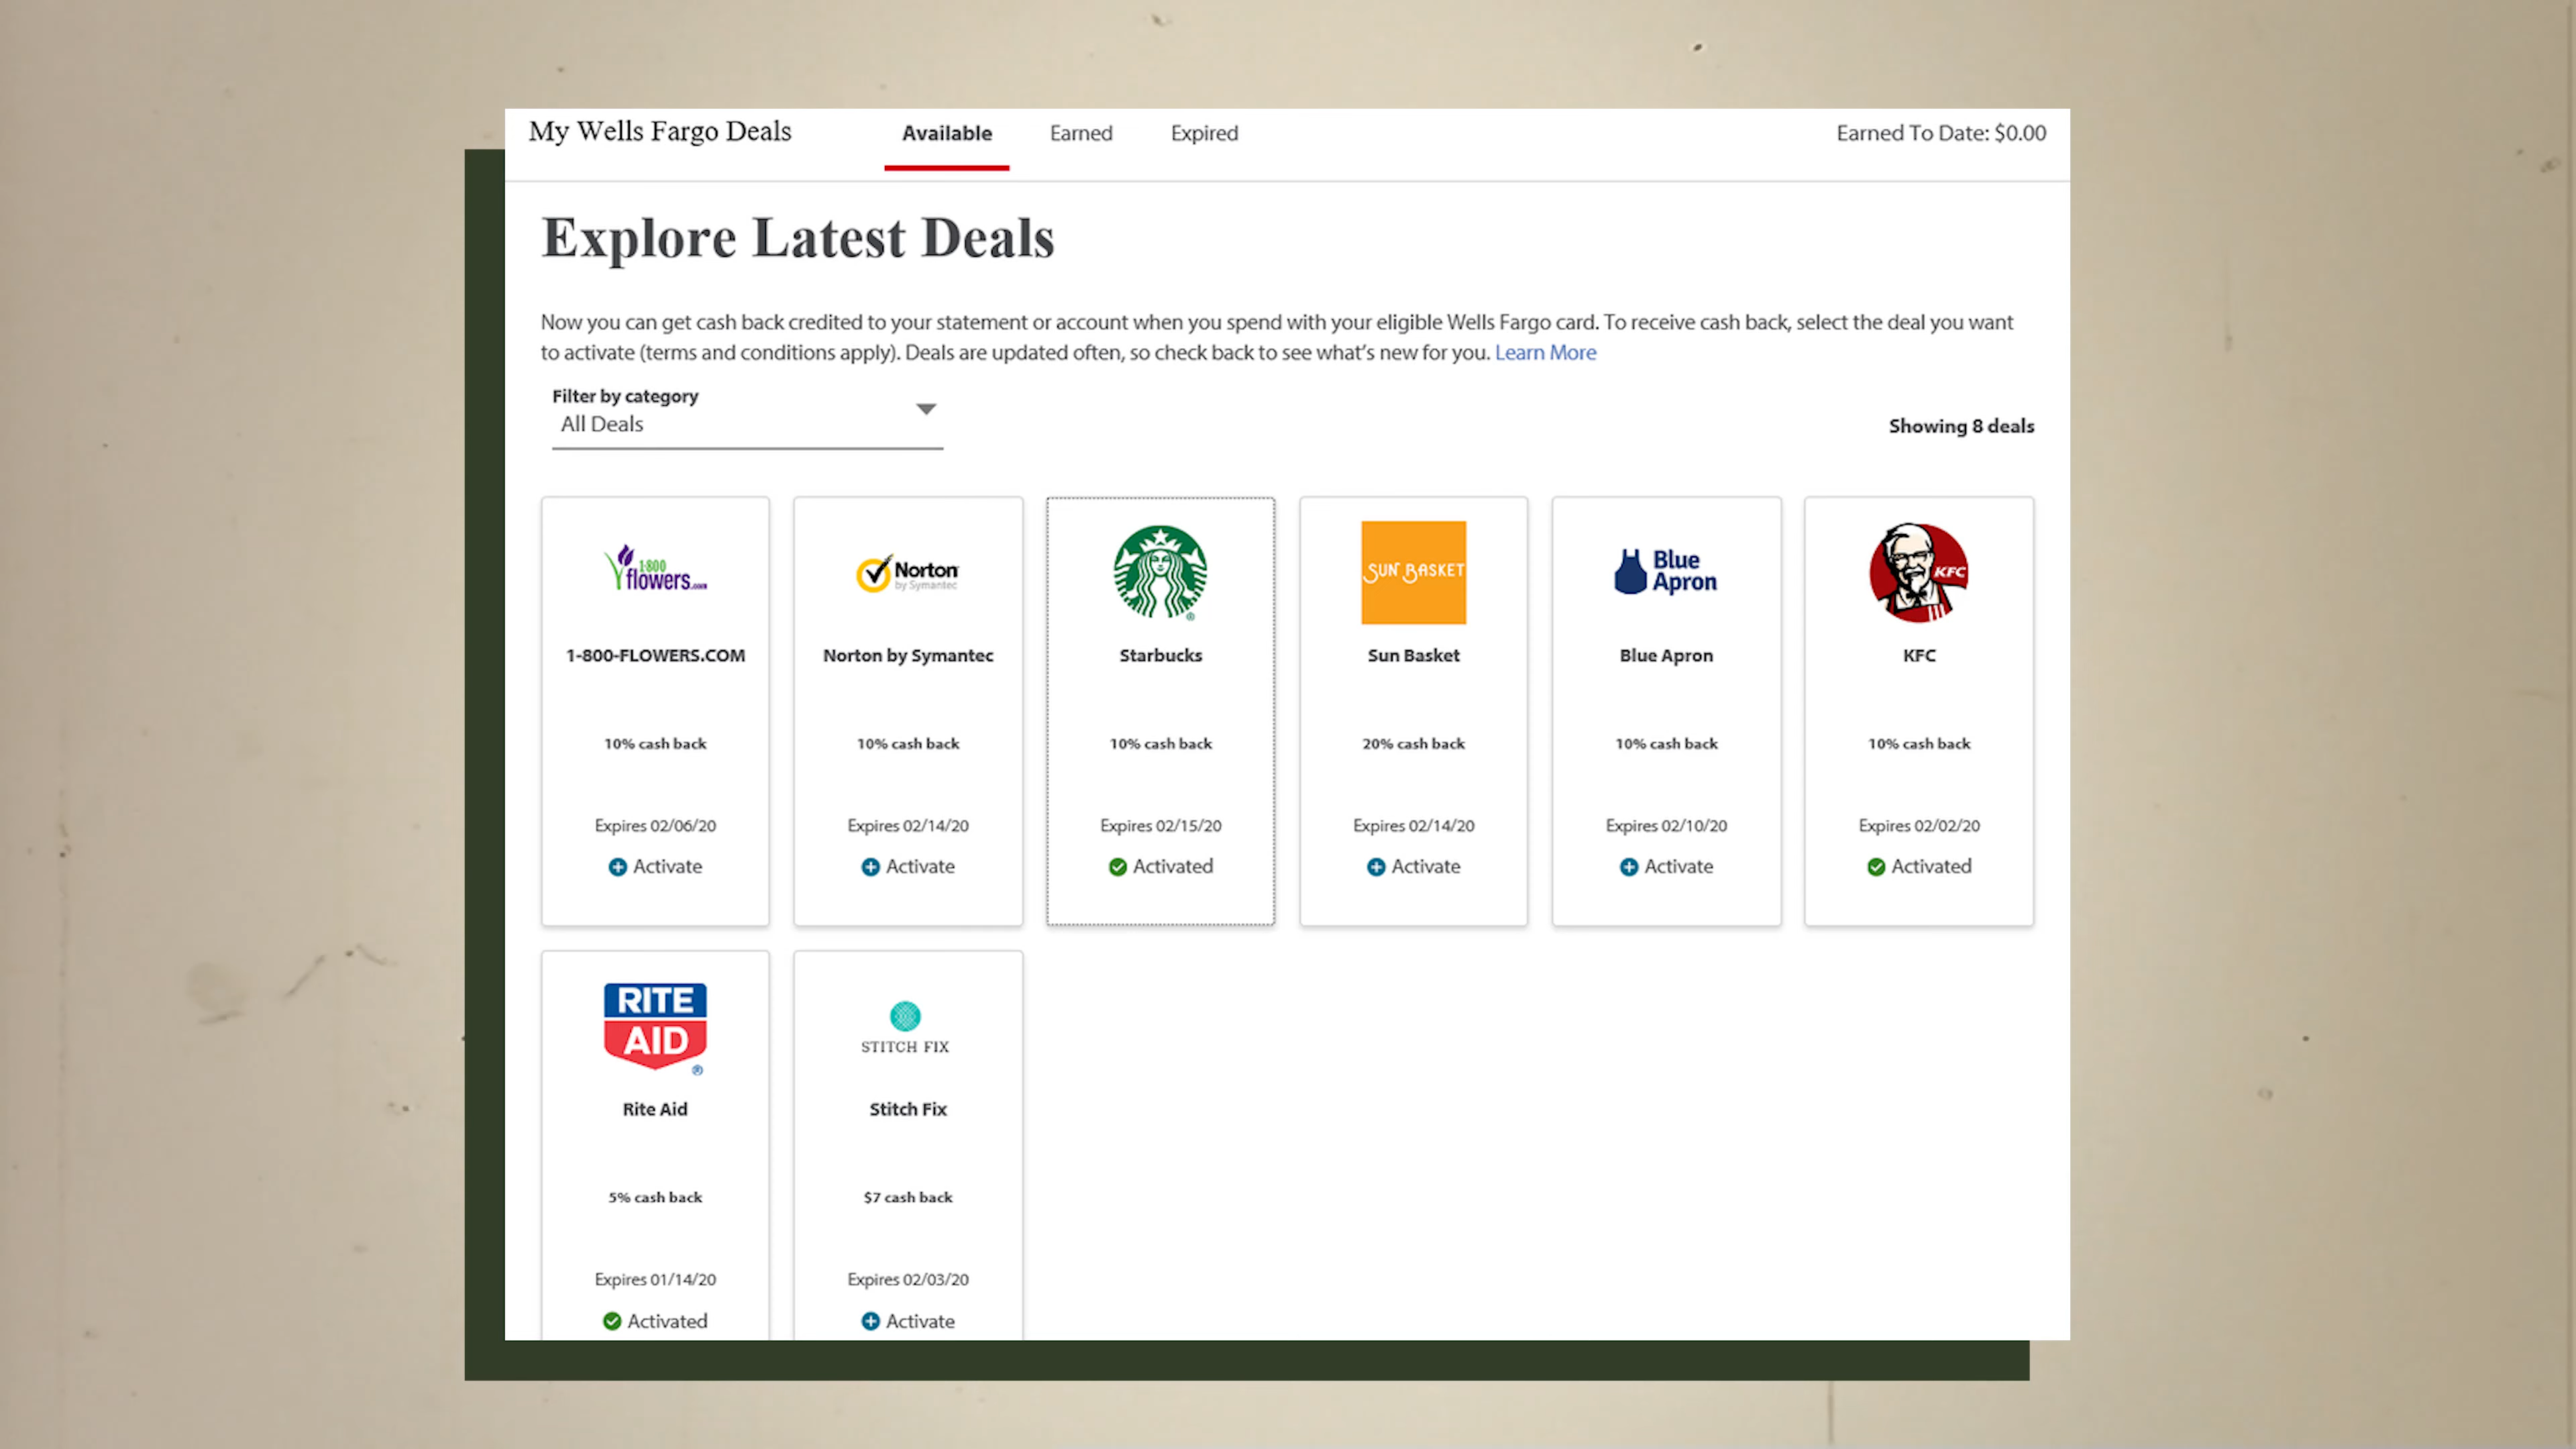 My Wells Fargo Deals Available Earned Expired Earned To Date: $0.00
Explore Latest Deals
Now you can get cash back credited to your statement or account when you spend with your eligible Wells Fargo card. To receive cash back, select the deal you want
to activate (terms and conditions apply). Deals are updated often, so check back to see what's new for you. Learn More
Filter by category
All Deals
Showing 8 deals
1-800
flowers.com
Norton
by Symantec
SUN BASKET
Blue
Apron
KFC
1-800-FLOWERS.COM Norton by Symantec Starbucks Sun Basket Blue Apron KFC
10% cash back 10% cash back 10% cash back 20% cash back 10% cash back 10% cash back
Expires 02/06/20 Expires 02/14/20 Expires 02/15/20 Expires 02/14/20 Expires 02/10/20 Expires 02/02/20
Activate Activate Activated Activate Activate Activated
RITE
AID
®
STITCH FIX
Rite Aid Stitch Fix
5% cash back $7 cash back
Expires 01/14/20 Expires 02/03/20
Activated Activate